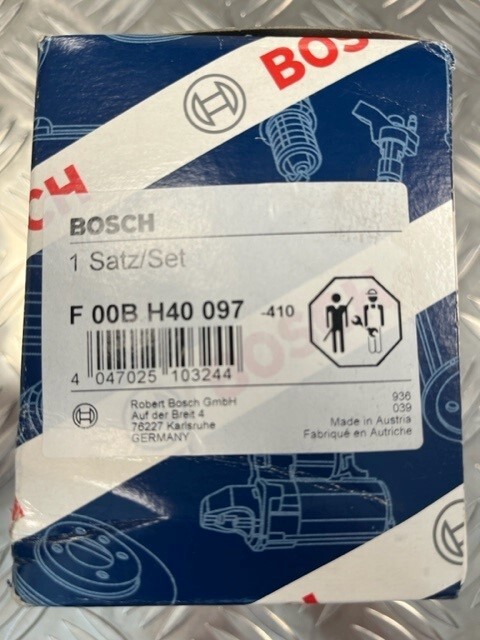 BOSCH
CH
BOSCH
1 Satz/Set
F 00B H40 097 -410
4 047025 103244
Robert Bosch GmbH
Auf der Breit 4
76227 Karlsruhe
GERMANY
936
039
Made in Austria
Fabriqué en Autriche